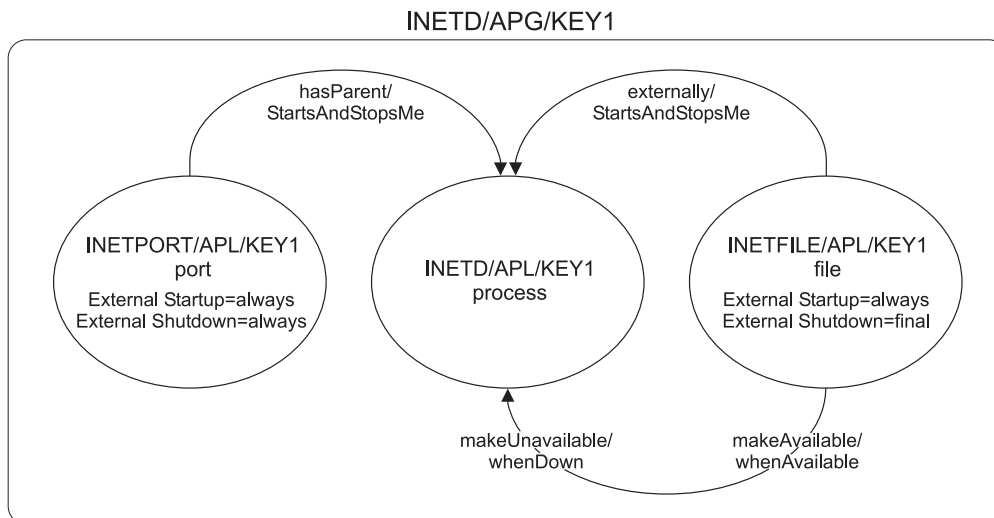 INETD/APG/KEY1
hasParent/
StartsAndStopsMe
externally/
StartsAndStopsMe
INETPORT/APL/KEY1
port
External Startup=always
External Shutdown=always
INETD/APL/KEY1
process
INETFILE/APL/KEY1
file
External Startup=always
External Shutdown=final
makeUnavailable/
whenDown
makeAvailable/
whenAvailable